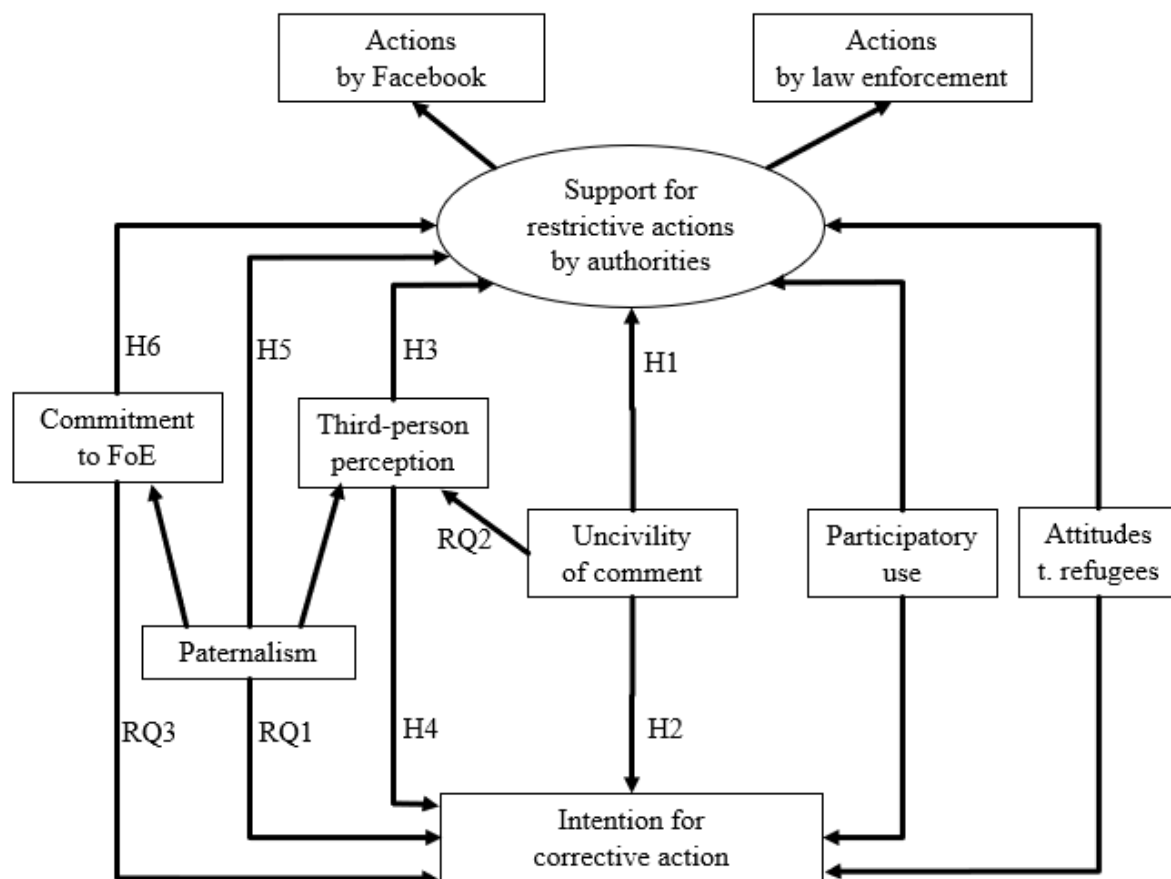 Actions
by Facebook
Actions
by law enforcement
Support for
restrictive actions
by authorities
H6
H5
H3
H1
Commitment
to FoE
Third-person
perception
RQ2
Uncivility
of comment
Participatory
use
Attitudes
t. refugees
Paternalism
RQ3
RQ1
H4
H2
Intention for
corrective action